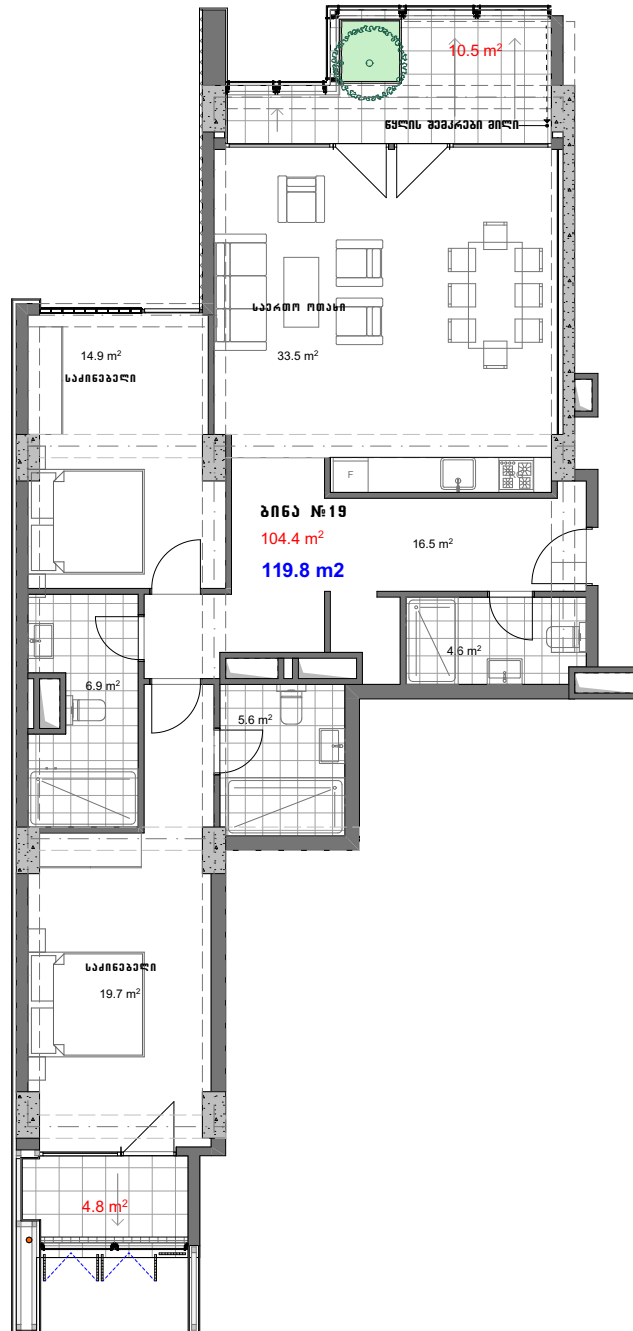 10.5 m²
წყლის შემკრები მილი
საერთო ოთახი
33.5 m²
14.9 m²
საძინებელი
F
ბინა №19
104.4 m²
119.8 m2
16.5 m²
4.6 m²
6.9 m²
5.6 m²
საძინებელი
19.7 m²
4.8 m²